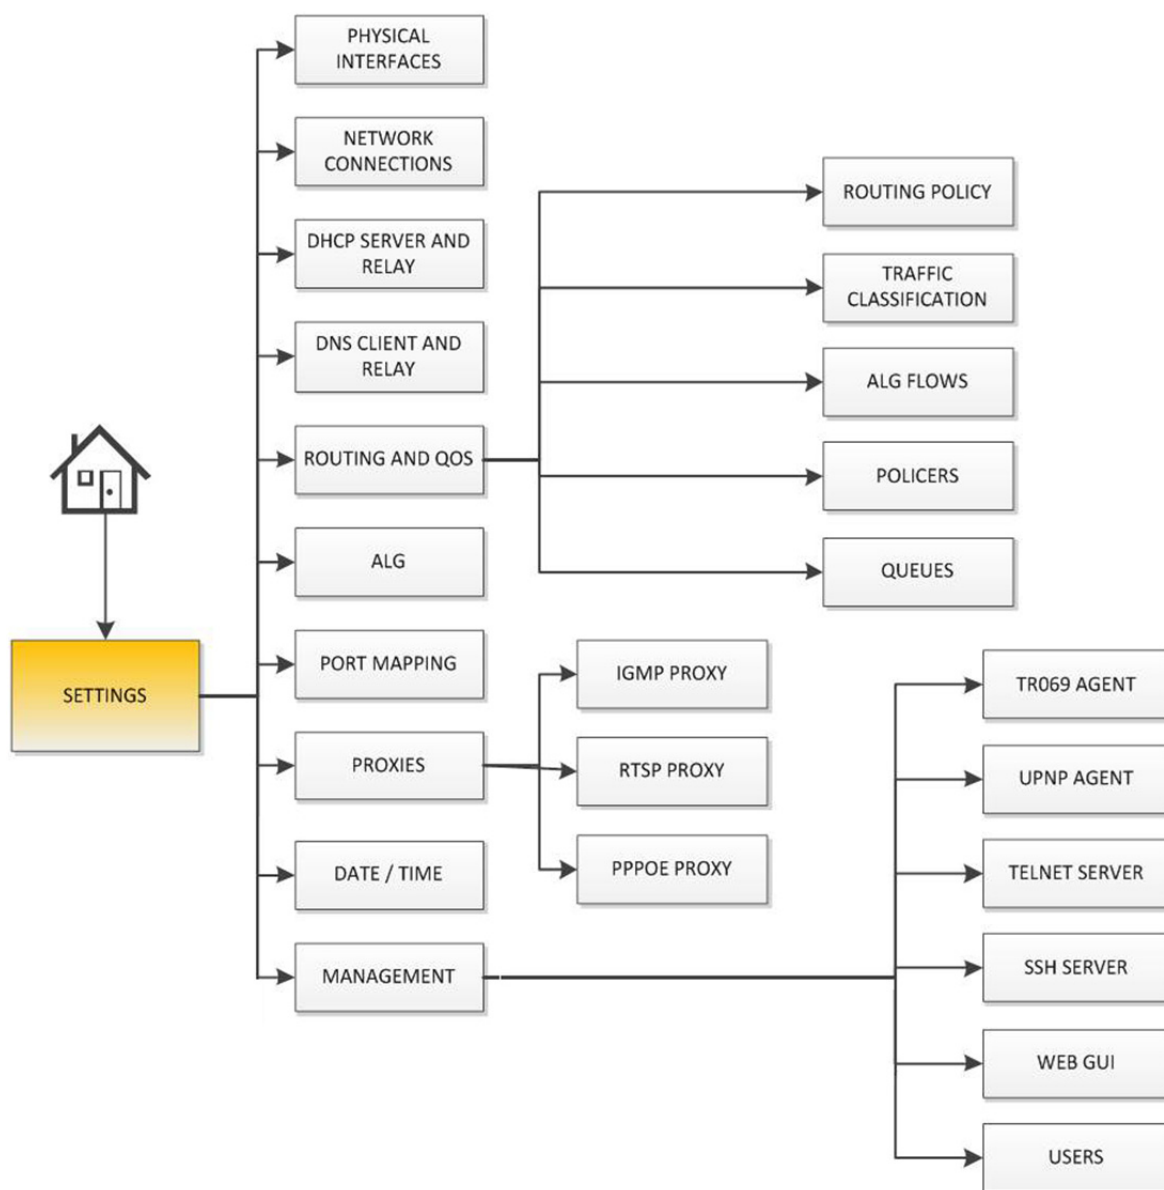 PHYSICAL
INTERFACES
NETWORK
CONNECTIONS
DHCP SERVER AND
RELAY
DNS CLIENT AND
RELAY
ROUTING AND QOS
ALG
PORT MAPPING
PROXIES
DATE / TIME
MANAGEMENT
SETTINGS
ROUTING POLICY
TRAFFIC
CLASSIFICATION
ALG FLOWS
POLICERS
QUEUES
IGMP PROXY
RTSP PROXY
PPPOE PROXY
TR069 AGENT
UPNP AGENT
TELNET SERVER
SSH SERVER
WEB GUI
USERS